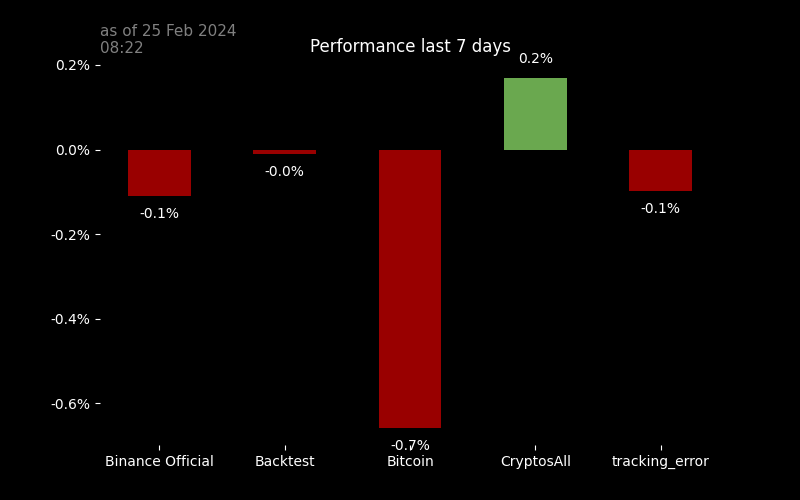 as of 25 Feb 2024
08:22
Performance last 7 days
0.2%
0.2%
0.0%
-0.0%
-0.1%
-0.1%
-0.2%
-0.4%
-0.6%
-0.7%
Binance Official
Backtest
Bitcoin
CryptosAll
tracking_error